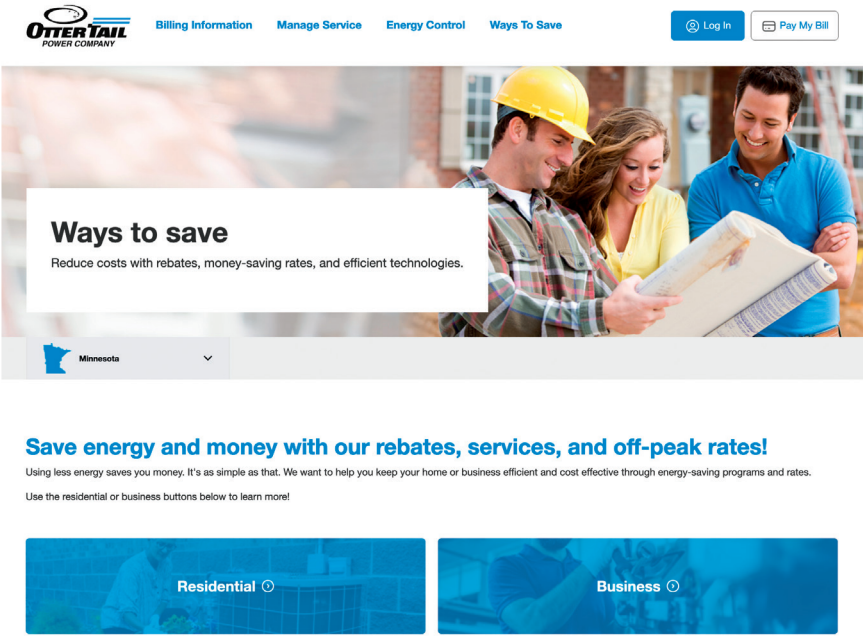 OTTER TAIL
POWER COMPANY
Billing Information
Manage Service
Energy Control
Ways To Save
Log In
Pay My Bill
Ways to save
Reduce costs with rebates, money-saving rates, and efficient technologies.
Minnesota
Save energy and money with our rebates, services, and off-peak rates!
Using less energy saves you money. It's as simple as that. We want to help you keep your home or business efficient and cost effective through energy-saving programs and rates.
Use the residential or business buttons below to learn more!
Residential
Business